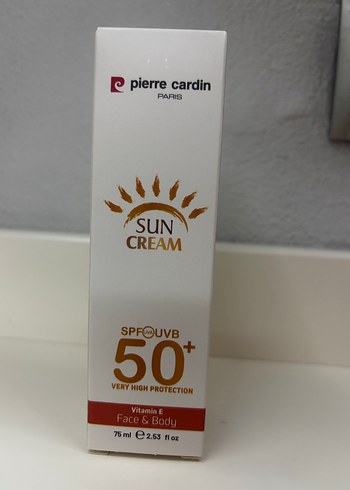 pierre cardin
PARIS
SUN
CREAM
SPF UVA UVB
50+
VERY HIGH PROTECTION
Vitamin E
Face & Body
75 ml ℮ 2.53 fl oz